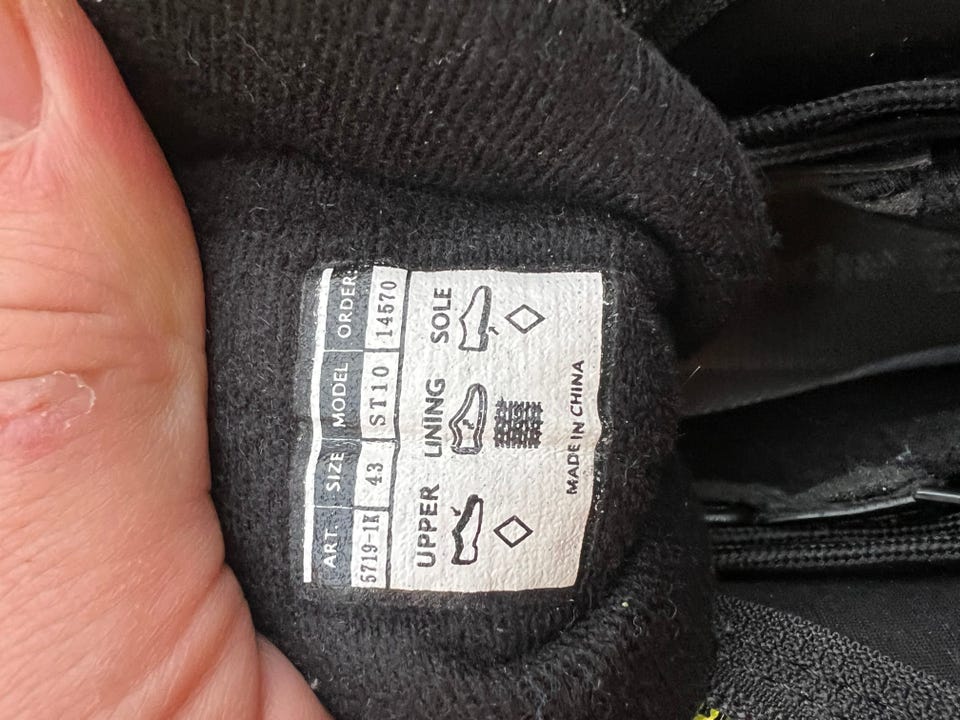 ART. SIZE MODEL ORDER:
5719-1K 43 ST10 14570
UPPER LINING SOLE
MADE IN CHINA